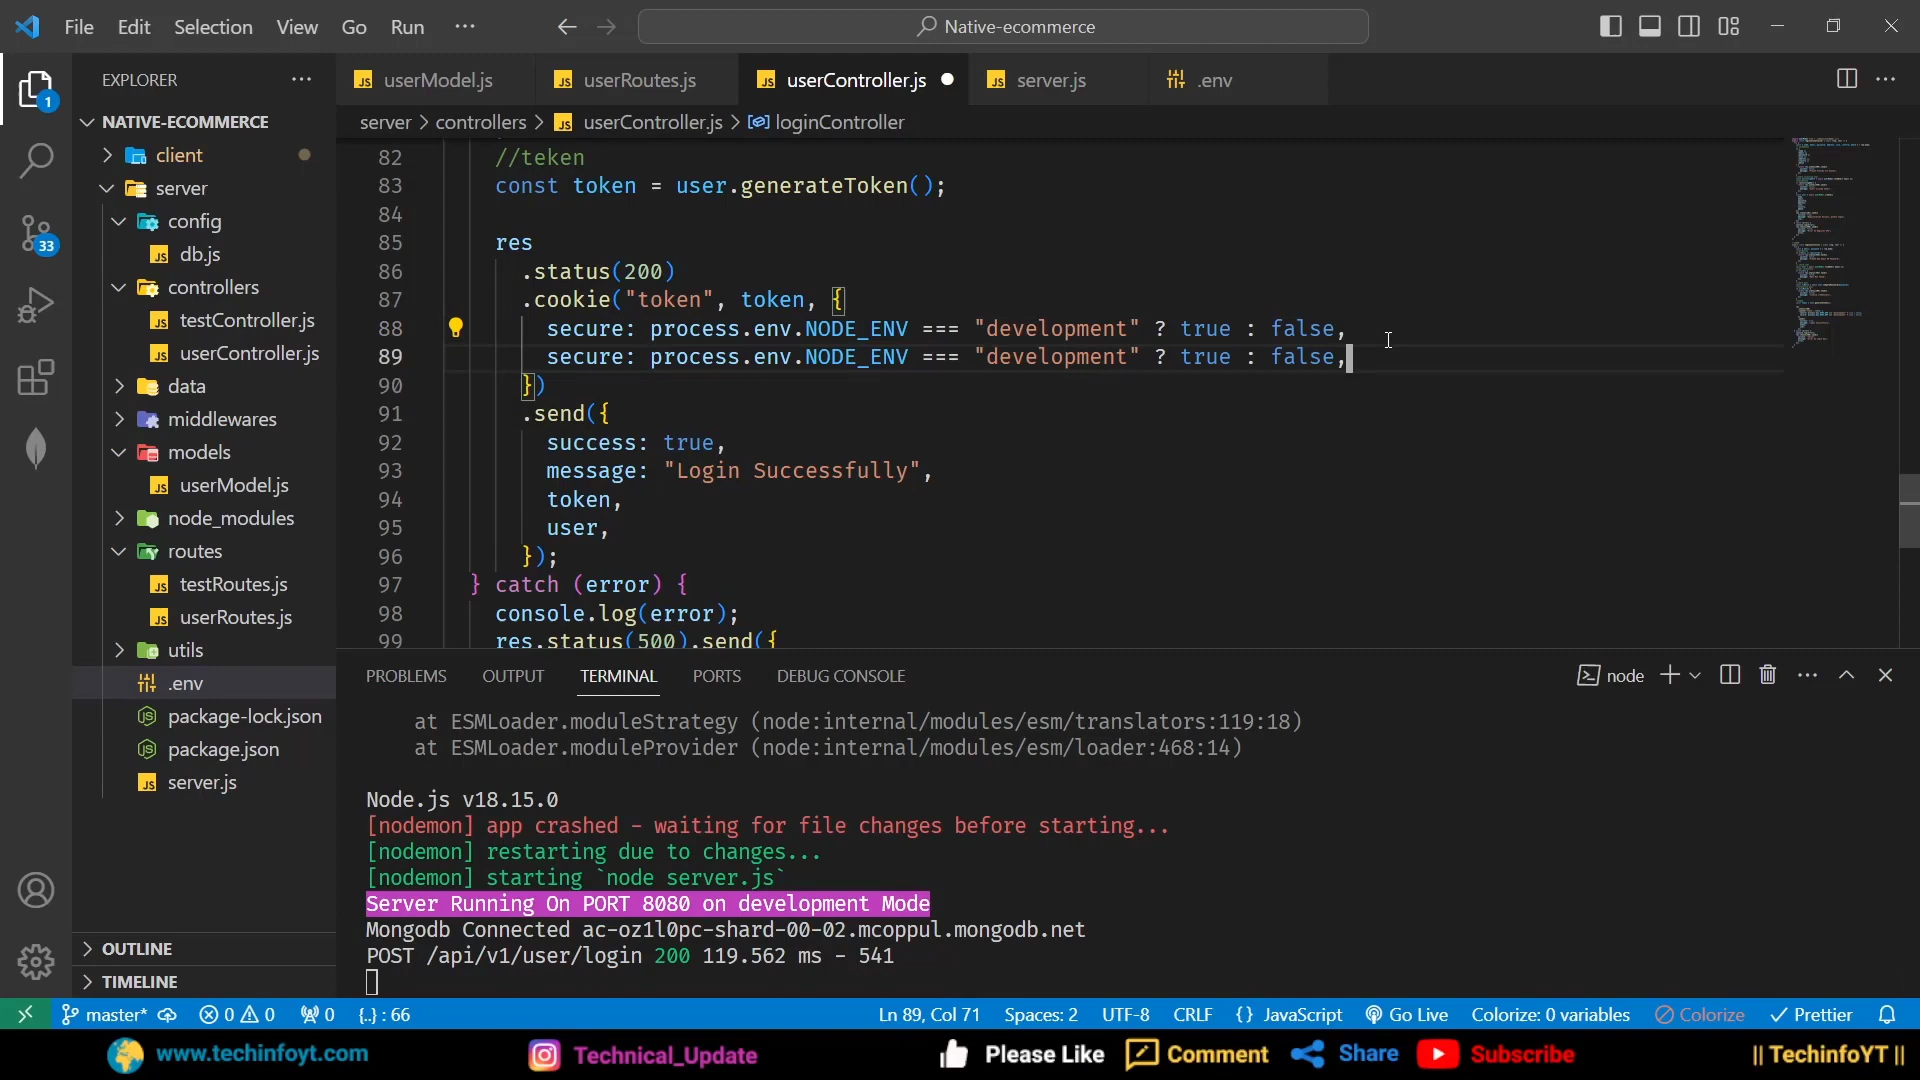 File Edit Selection View Go Run ··· Native-ecommerce
EXPLORER ···
userModel.js userRoutes.js userController.js server.js .env
NATIVE-ECOMMERCE
server > controllers > userController.js > loginController
1
33
client
server
config
db.js
controllers
testController.js
userController.js
data
middlewares
models
userModel.js
node_modules
routes
testRoutes.js
userRoutes.js
utils
.env
package-lock.json
package.json
server.js
OUTLINE
TIMELINE
82 //teken
83 const token = user.generateToken();
84
85 res
86 .status(200)
87 .cookie("token", token, {
88 secure: process.env.NODE_ENV === "development" ? true : false,
89 secure: process.env.NODE_ENV === "development" ? true : false,
90 })
91 .send({
92 success: true,
93 message: "Login Successfully",
94 token,
95 user,
96 });
97 } catch (error) {
98 console.log(error);
99 res.status(500).send({
PROBLEMS OUTPUT TERMINAL PORTS DEBUG CONSOLE node
at ESMLoader.moduleStrategy (node:internal/modules/esm/translators:119:18)
at ESMLoader.moduleProvider (node:internal/modules/esm/loader:468:14)
Node.js v18.15.0
[nodemon] app crashed - waiting for file changes before starting...
[nodemon] restarting due to changes...
[nodemon] starting `node server.js`
Server Running On PORT 8080 on development Mode
Mongodb Connected ac-oz1l0pc-shard-00-02.mcoppul.mongodb.net
POST /api/v1/user/login 200 119.562 ms - 541
master* 0 0 0 {..} : 66 Ln 89, Col 71 Spaces: 2 UTF-8 CRLF {} JavaScript Go Live Colorize: 0 variables Colorize Prettier
www.techinfoyt.com Technical_Update Please Like Comment Share Subscribe || TechinfoYT ||